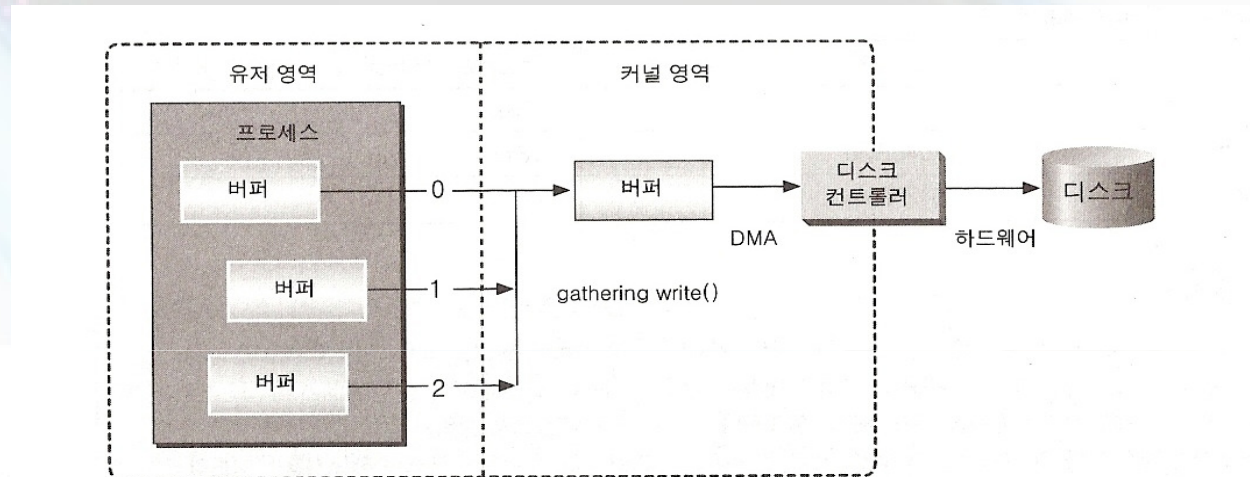 유저 영역
커널 영역
프로세스
버퍼
0
버퍼
디스크
컨트롤러
디스크
DMA
하드웨어
버퍼
1
gathering write()
버퍼
2